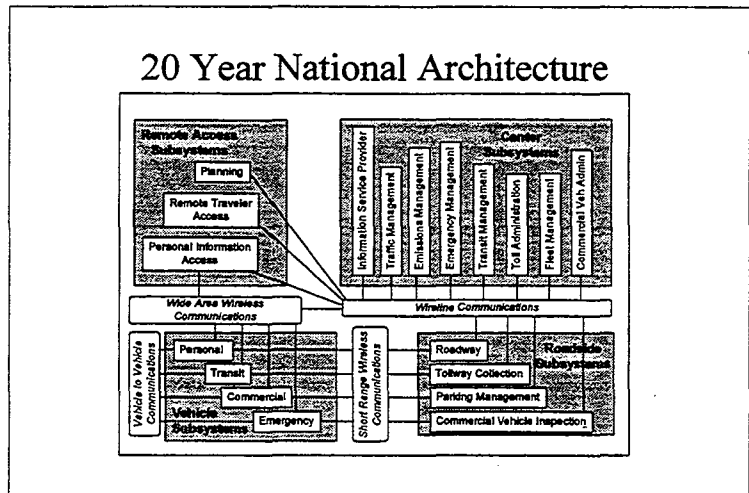 20 Year National Architecture
Remote Access
Subsystems
Planning
Remote Traveler
Access
Personal Information
Access
Center
Subsystems
Information Service Provider
Traffic Management
Emissions Management
Emergency Management
Transit Management
Toll Administration
Fleet Management
Commercial Veh Admin
Wide Area Wireless
Communications
Wireline Communications
Vehicle to Vehicle
Communications
Personal
Transit
Commercial
Emergency
Vehicle
Subsystems
Short Range Wireless
Communications
Roadway
Tollway Collection
Parking Management
Commercial Vehicle Inspection
Roadside
Subsystems